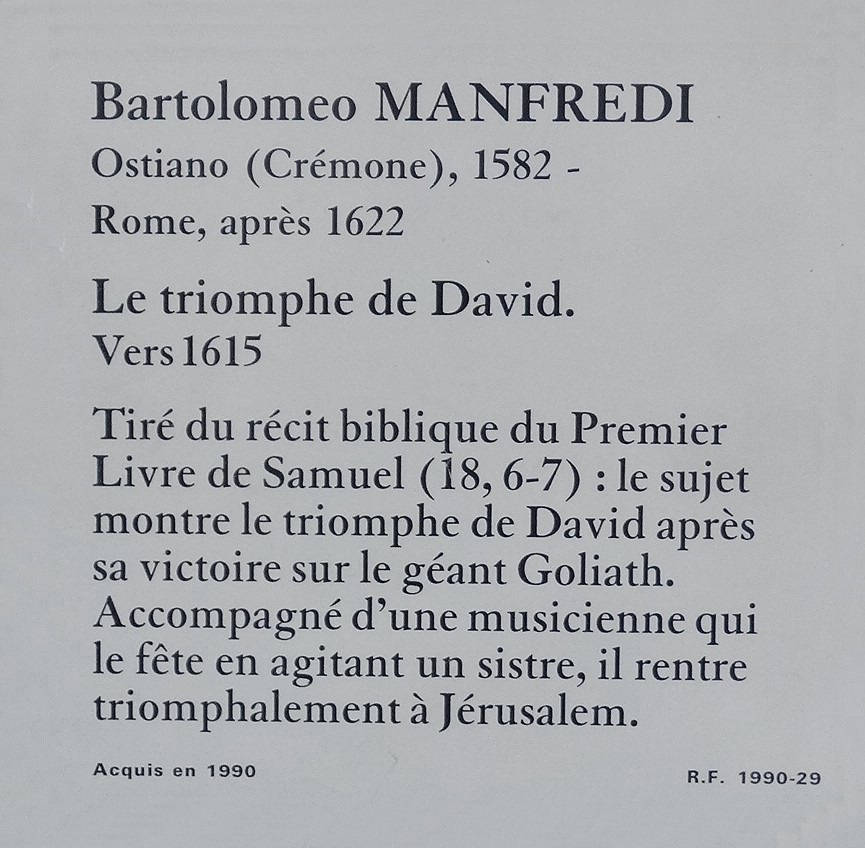 Bartolomeo MANFREDI
Ostiano (Crémone), 1582 -
Rome, après 1622
Le triomphe de David.
Vers 1615
Tiré du récit biblique du Premier
Livre de Samuel (18, 6-7) : le sujet
montre le triomphe de David après
sa victoire sur le géant Goliath.
Accompagné d'une musicienne qui
le fête en agitant un sistre, il rentre
triomphalement à Jérusalem.
Acquis en 1990
R.F. 1990-29